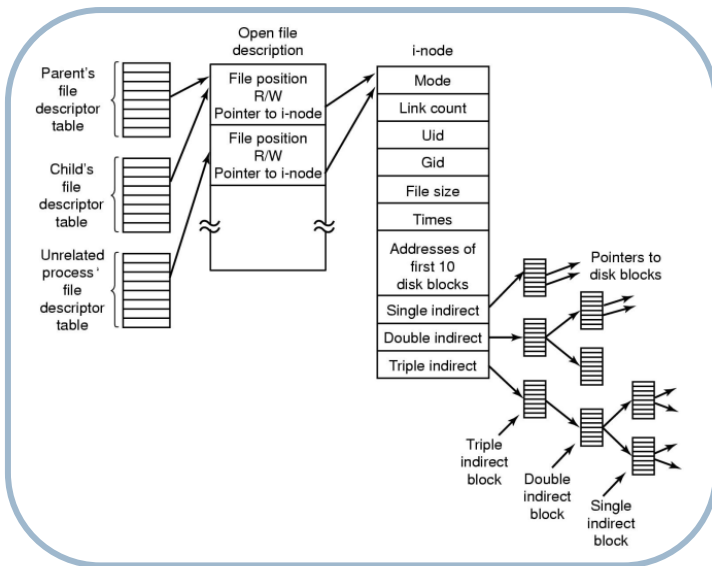 Open file
description
i-node
Parent's
file
descriptor
table
File position
R/W
Pointer to i-node
File position
R/W
Pointer to i-node
Child's
file
descriptor
table
Unrelated
process'
file
descriptor
table
Mode
Link count
Uid
Gid
File size
Times
Addresses of
first 10
disk blocks
Single indirect
Double indirect
Triple indirect
Pointers to
disk blocks
Triple
indirect
block
Double
indirect
block
Single
indirect
block